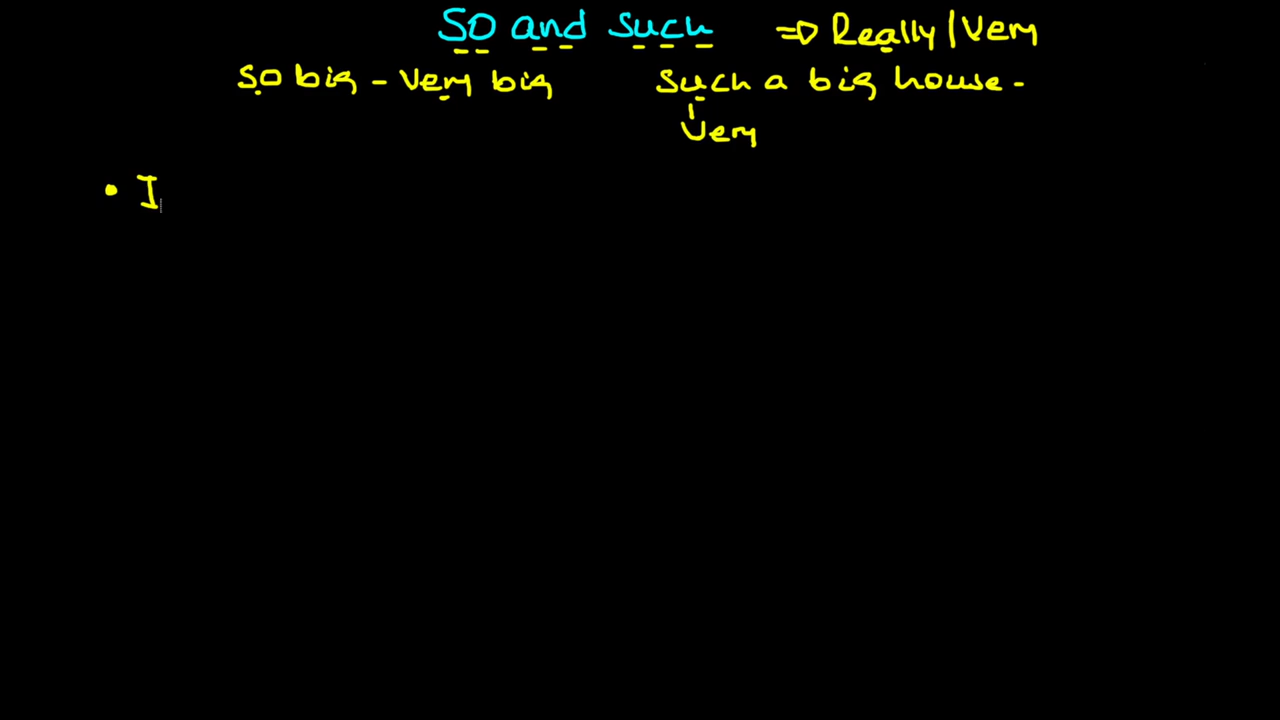 So and such => Really/Very
So big - Very big Such a big house -
Very
• I